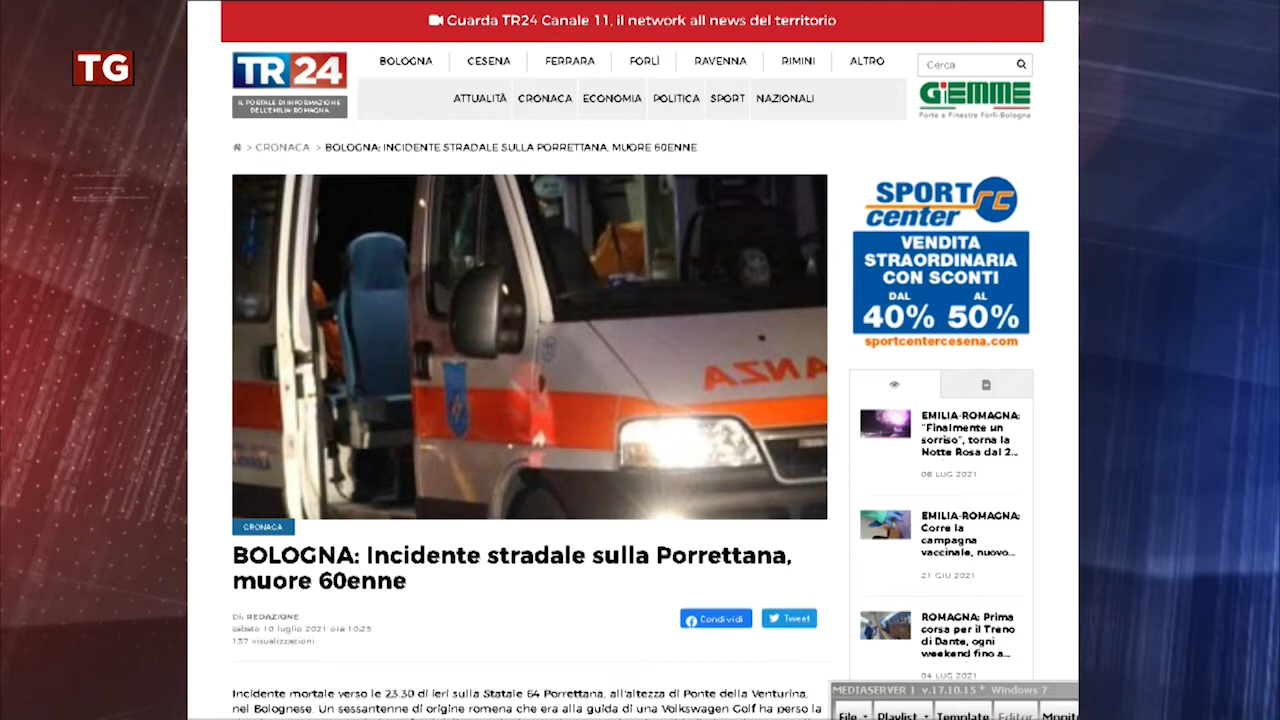 Guarda TR24 Canale 11, il network all news del territorio
TG
TR24
IL PORTALE DI INFORMAZIONE
DELL'EMILIA-ROMAGNA
BOLOGNA CESENA FERRARA FORLÌ RAVENNA RIMINI ALTRO
ATTUALITÀ CRONACA ECONOMIA POLITICA SPORT NAZIONALI
Cerca
GIEMME
Porte e Finestre Forlì-Bologna
> CRONACA > BOLOGNA: INCIDENTE STRADALE SULLA PORRETTANA, MUORE 60ENNE
ANZA
CRONACA
BOLOGNA: Incidente stradale sulla Porrettana,
muore 60enne
Di: REDAZIONE
sabato 10 luglio 2021 ore 10:25
137 visualizzazioni
Condividi
Tweet
Incidente mortale verso le 23.30 di ieri sulla Statale 64 Porrettana, all'altezza di Ponte della Venturina,
nel Bolognese. Un sessantenne di origine romena che era alla guida di una Volkswagen Golf ha perso la
SPORT SC
center
VENDITA
STRAORDINARIA
CON SCONTI
DAL AL
40% 50%
sportcentercesena.com
EMILIA-ROMAGNA:
"Finalmente un
sorriso", torna la
Notte Rosa dal 2...
08 LUG 2021
EMILIA-ROMAGNA:
Corre la
campagna
vaccinale, nuovo...
21 GIU 2021
ROMAGNA: Prima
corsa per il Treno
di Dante, ogni
weekend fino a...
04 LUG 2021
MEDIASERVER 1 v.17.10.15 * Windows 7
File Playlist Template Editor Monito